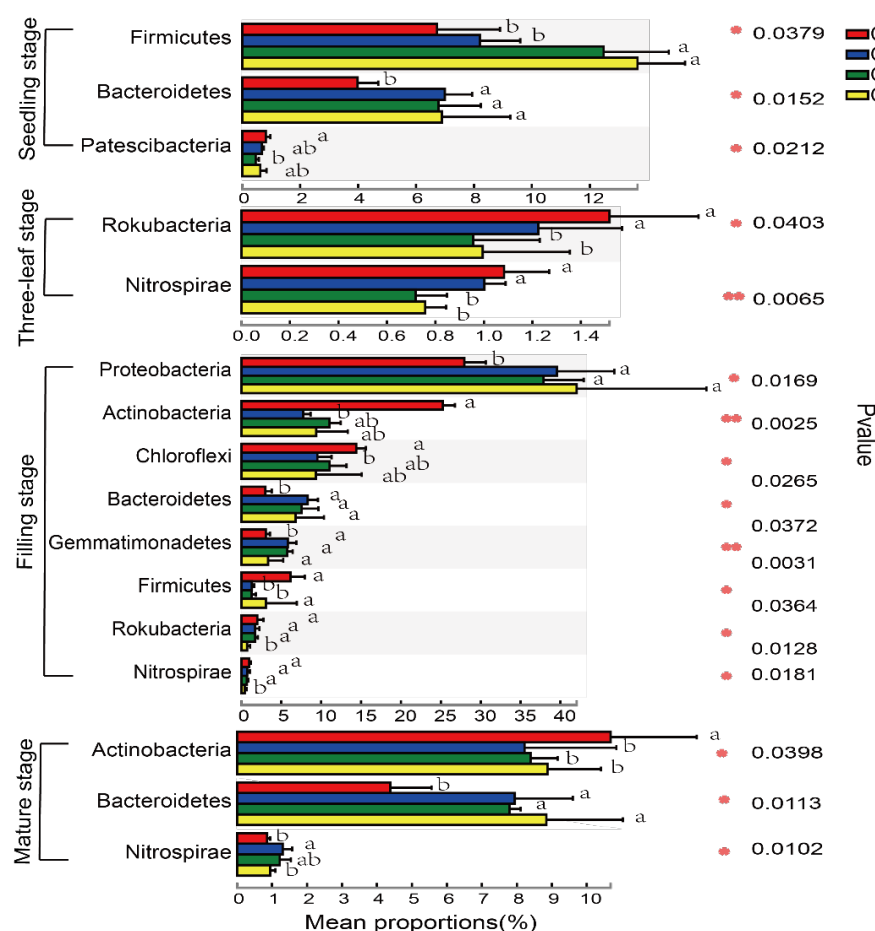 Seedling stage
Firmicutes b b a a 0.0379
Bacteroidetes b a a a 0.0152
Patescibacteria a ab b ab 0.0212
0 2 4 6 8 10 12
Three-leaf stage
Rokubacteria a a b b 0.0403
Nitrospirae a a b b 0.0065
0.0 0.2 0.4 0.6 0.8 1.0 1.2 1.4
Filling stage
Proteobacteria b a a a 0.0169
Actinobacteria a b ab ab 0.0025
Chloroflexi a b ab ab 0.0265
Bacteroidetes b a a a 0.0372
Gemmatimonadetes b a a a 0.0031
Firmicutes a b b a 0.0364
Rokubacteria a a a b 0.0128
Nitrospirae a a a b 0.0181
0 5 10 15 20 25 30 35 40
Mature stage
Actinobacteria a b b b 0.0398
Bacteroidetes b a a a 0.0113
Nitrospirae b a ab b 0.0102
0 1 2 3 4 5 6 7 8 9 10
Mean proportions(%)
Pvalue